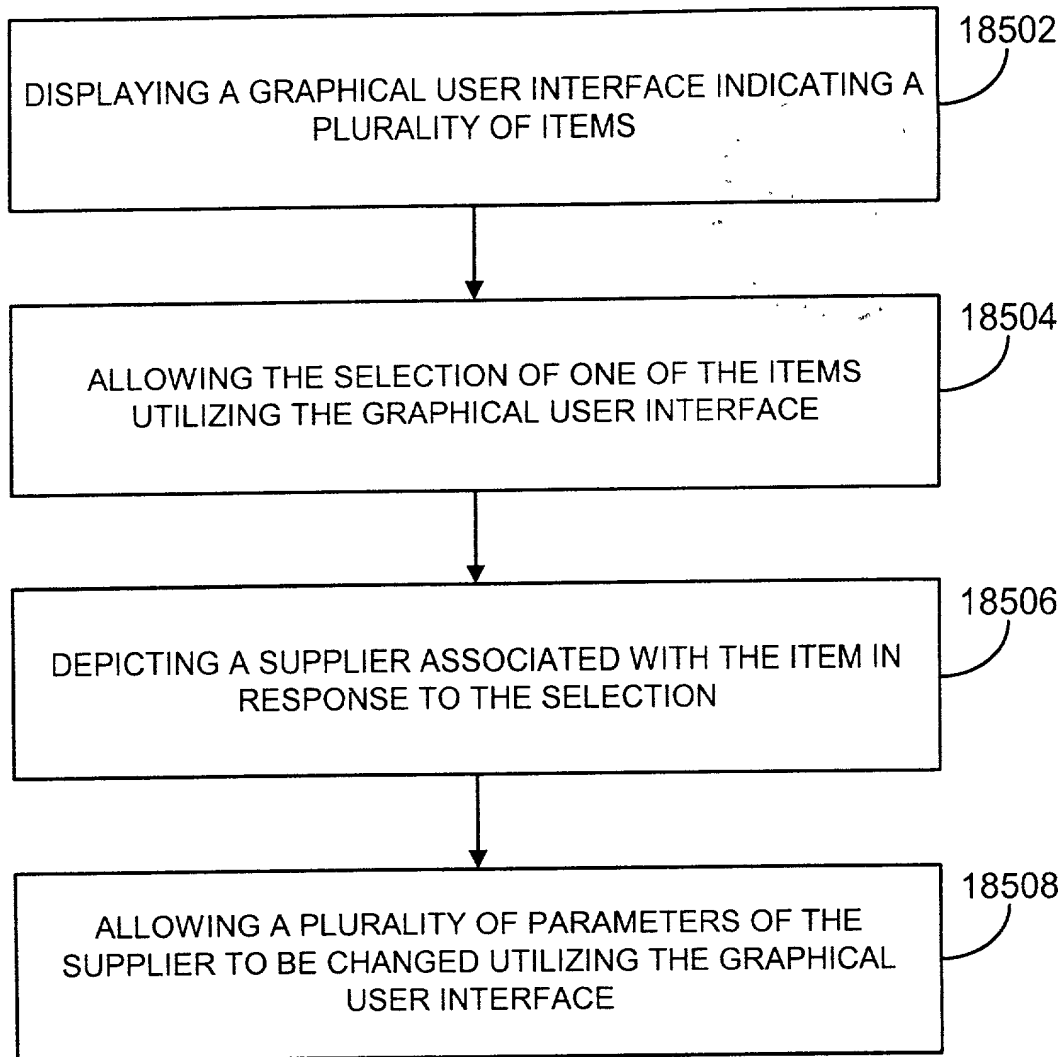 18502
DISPLAYING A GRAPHICAL USER INTERFACE INDICATING A
PLURALITY OF ITEMS
18504
ALLOWING THE SELECTION OF ONE OF THE ITEMS
UTILIZING THE GRAPHICAL USER INTERFACE
18506
DEPICTING A SUPPLIER ASSOCIATED WITH THE ITEM IN
RESPONSE TO THE SELECTION
18508
ALLOWING A PLURALITY OF PARAMETERS OF THE
SUPPLIER TO BE CHANGED UTILIZING THE GRAPHICAL
USER INTERFACE